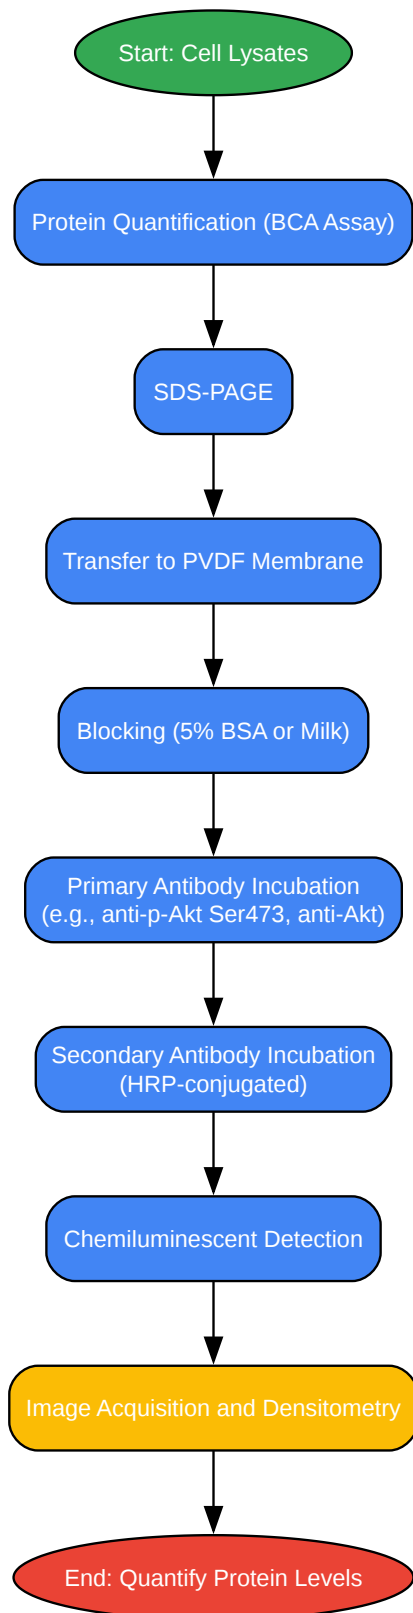 Start: Cell Lysates
Protein Quantification (BCA Assay)
SDS-PAGE
Transfer to PVDF Membrane
Blocking (5% BSA or Milk)
Primary Antibody Incubation
(e.g., anti-p-Akt Ser473, anti-Akt)
Secondary Antibody Incubation
(HRP-conjugated)
Chemiluminescent Detection
Image Acquisition and Densitometry
End: Quantify Protein Levels